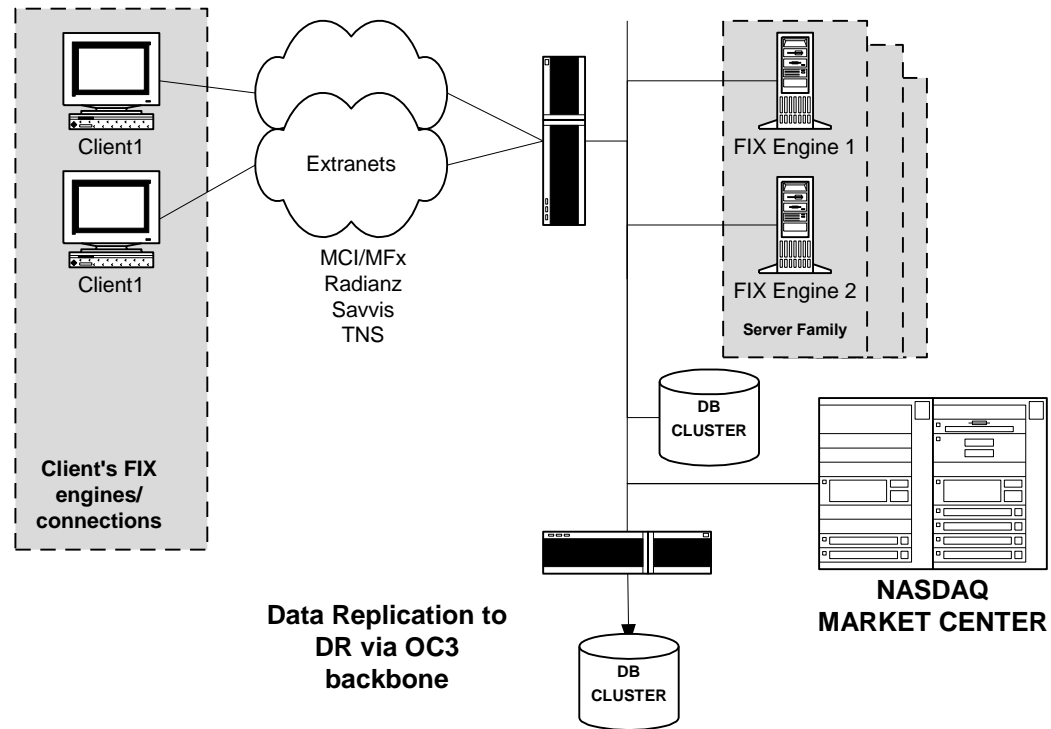 Client1
Client1
Client's FIX
engines/
connections
Extranets
MCI/MFx
Radianz
Savvis
TNS
FIX Engine 1
FIX Engine 2
Server Family
DB
CLUSTER
NASDAQ
MARKET CENTER
Data Replication to
DR via OC3
backbone
DB
CLUSTER